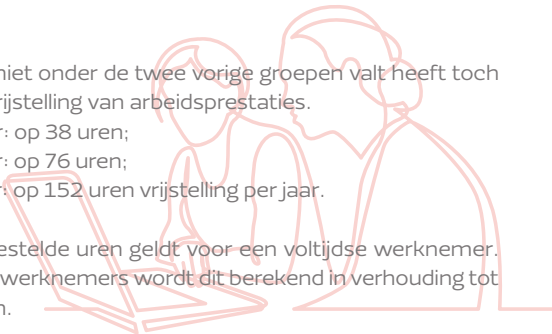 niet onder de twee vorige groepen valt heeft toch
rijstelling van arbeidsprestaties.
: op 38 uren;
: op 76 uren;
: op 152 uren vrijstelling per jaar.
estelde uren geldt voor een voltijdse werknemer.
werknemers wordt dit berekend in verhouding tot